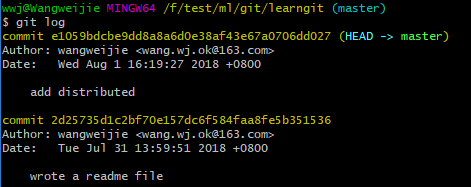 wwj@Wangweijie MINGW64 /f/test/ml/git/learngit (master)
$ git log
commit e1059bdcbe9dd8a8a6d0e38af43e67a0706dd027 (HEAD -> master)
Author: wangweijie <wang.wj.ok@163.com>
Date:   Wed Aug 1 16:19:27 2018 +0800
    add distributed
commit 2d25735d1c2bf70e157dc6f584faa8fe5b351536
Author: wangweijie <wang.wj.ok@163.com>
Date:   Tue Jul 31 13:59:51 2018 +0800
    wrote a readme file